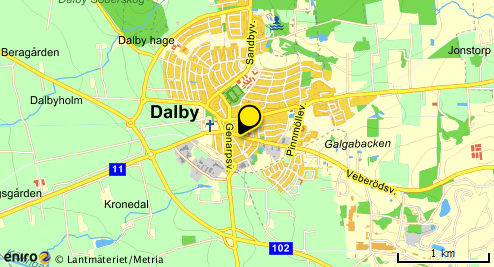 Dalby Söderskog
Beragården
Dalby hage
Sandbyv.
Jonstorp
Dalbyholm
Dalby
Genarpsv.
Pinnmöllev.
Galgabacken
11
Veberödsv.
Kronedal
102
eniro © Lantmäteriet/Metria
1 km